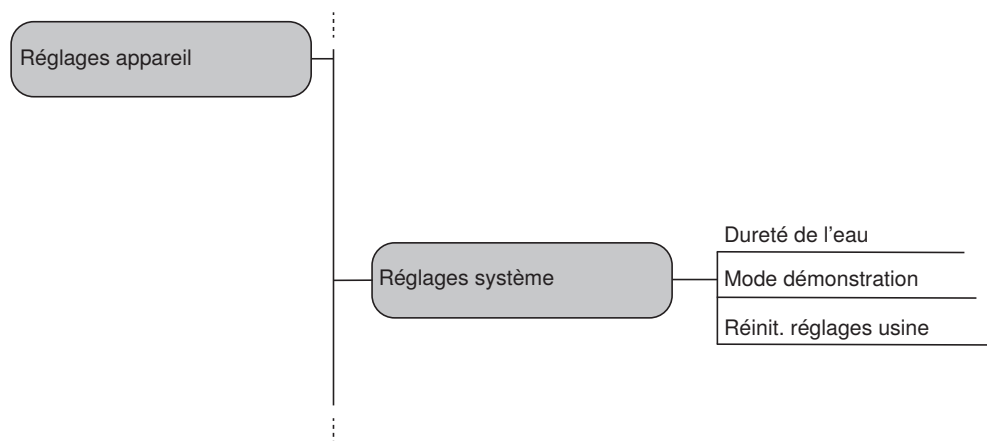 Réglages appareil
Réglages système
Dureté de l'eau
Mode démonstration
Réinit. réglages usine